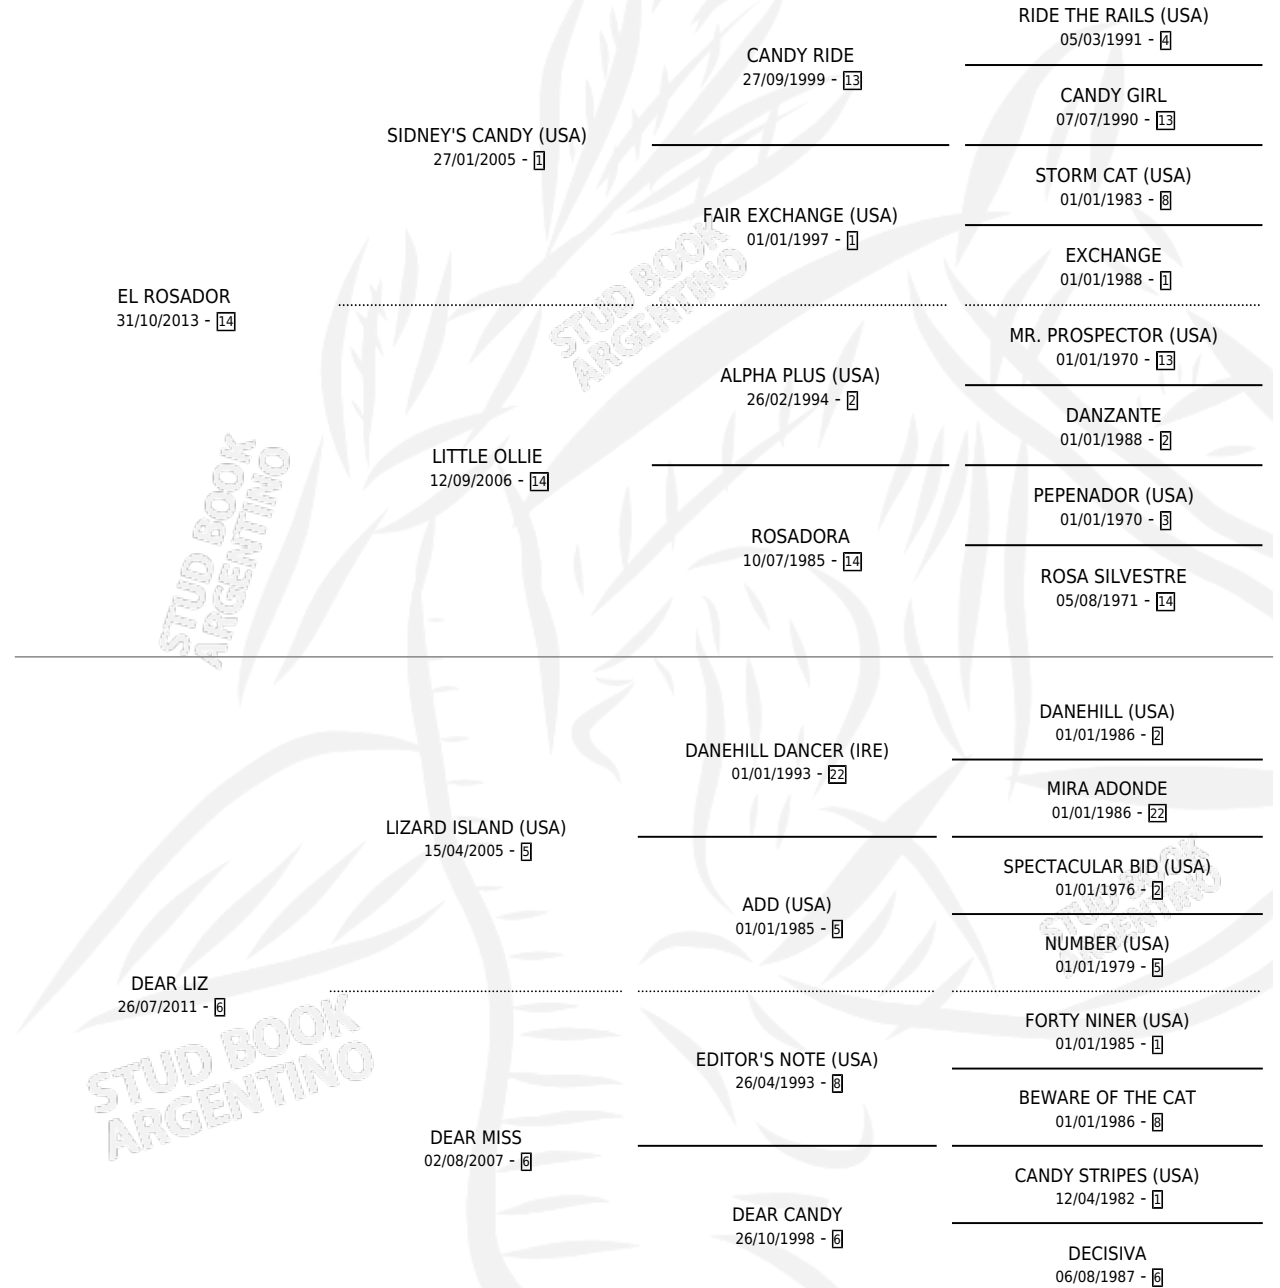 RIDE THE RAILS (USA)
05/03/1991 - 4
CANDY RIDE
27/09/1999 - 13
CANDY GIRL
07/07/1990 - 13
SIDNEY'S CANDY (USA)
27/01/2005 - 1
STORM CAT (USA)
01/01/1983 - 8
FAIR EXCHANGE (USA)
01/01/1997 - 1
EXCHANGE
01/01/1988 - 1
EL ROSADOR
31/10/2013 - 14
MR. PROSPECTOR (USA)
01/01/1970 - 13
ALPHA PLUS (USA)
26/02/1994 - 2
DANZANTE
01/01/1988 - 2
LITTLE OLLIE
12/09/2006 - 14
PEPENADOR (USA)
01/01/1970 - 3
ROSADORA
10/07/1985 - 14
ROSA SILVESTRE
05/08/1971 - 14
STUD BOOK
ARGENTINO
STUD BOOK
ARGENTINO
DANEHILL (USA)
01/01/1986 - 2
DANEHILL DANCER (IRE)
01/01/1993 - 22
MIRA ADONDE
01/01/1986 - 22
LIZARD ISLAND (USA)
15/04/2005 - 5
SPECTACULAR BID (USA)
01/01/1976 - 2
ADD (USA)
01/01/1985 - 5
NUMBER (USA)
01/01/1979 - 5
STUD BOOK
ARGENTINO
DEAR LIZ
26/07/2011 - 6
FORTY NINER (USA)
01/01/1985 - 1
EDITOR'S NOTE (USA)
26/04/1993 - 8
BEWARE OF THE CAT
01/01/1986 - 8
STUD BOOK
ARGENTINO
DEAR MISS
02/08/2007 - 6
CANDY STRIPES (USA)
12/04/1982 - 1
DEAR CANDY
26/10/1998 - 6
DECISIVA
06/08/1987 - 6